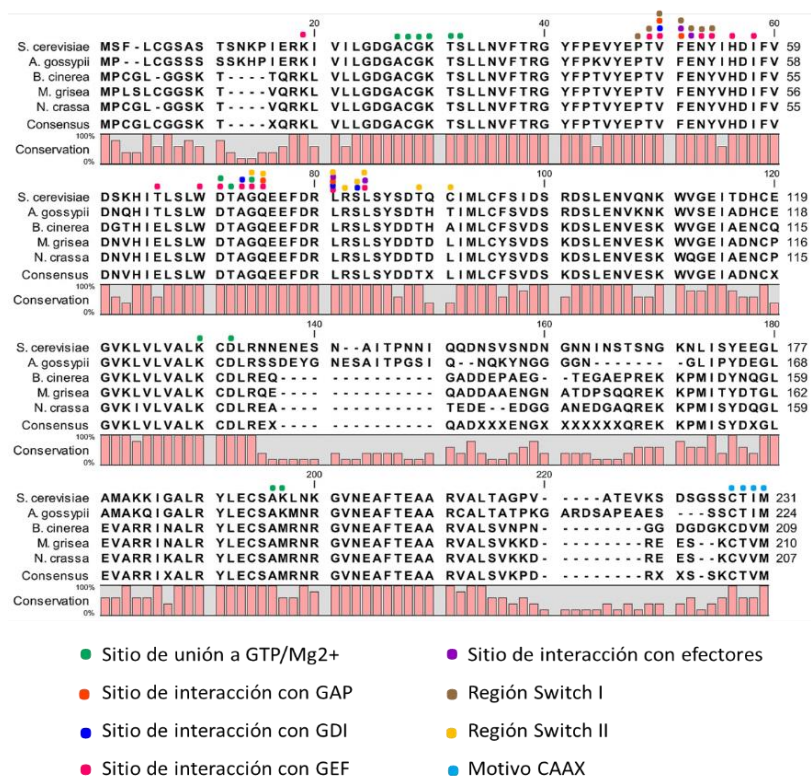 20 40 60
S. cerevisiae MSF-LCGSAS TSNKPIERKI VILGDGACGK TSLLNVFTRG YFPEVYEPTV FENYIHDIFV 59
A. gossypii MP--LCGSSS SSKHPIERKI VILGDGACGK TSLLNVFTRG YFPKVYEPTV FENYIHDIFV 58
B. cinerea MPCGL-GGSK T----TQRKL VLLGDGACGK TSLLNVFTRG YFPTVYEPTV FENYVHDIFV 55
M. grisea MPLSLCGGSK T----VQRKL VLLGDGACGK TSLLNVFTRG YFPTVYEPTV FENYVHDIFV 56
N. crassa MPCGL-GGSK T----VQRKL VLLGDGACGK TSLLNVFTRG YFPTVYEPTV FENYVHDIFV 55
Consensus MPCGLCGGSK T----XQRKL VLLGDGACGK TSLLNVFTRG YFPTVYEPTV FENYVHDIFV
100%
Conservation
0%
80 100 120
S. cerevisiae DSKHITLSLW DTAGQEEFDR LRSLSYSDTQ CIMLCFSIDS RDSLENVQNK WVGEITDHCE 119
A. gossypii DNQHITLSLW DTAGQEEFDR LRSLSYSDTH TIMLCFSIDS RDSLENVKNK WVSEIADHCE 118
B. cinerea DGTHIELSLW DTAGQEEFDR LRSLSYDDTH AIMLCFSVDS KDSLENVESK WVGEIAENCQ 115
M. grisea DNVHIELSLW DTAGQEEFDR LRSLSYDDTD LIMLCYSVDS KDSLENVESK WVGEIADNCP 116
N. crassa DNVHIELSLW DTAGQEEFDR LRSLSYDDTD LIMLCFSVDS KDSLENVESK WQGEIADNCP 115
Consensus DNVHIELSLW DTAGQEEFDR LRSLSYDDTX LIMLCFSVDS KDSLENVESK WVGEIADNCX
100%
Conservation
0%
140 160 180
S. cerevisiae GVKLVLVALK CDLRNNENES N--AITPNNI QQDNSVSNDN GNNINSTSNG KNLISYEEGL 177
A. gossypii GVKLVLVALK CDLRSSDEYG NESAITPGSI Q--NQKYNGG GGN-----GL IPYDEGL 168
B. cinerea GVKLVLVALK CDLREQ---- ---------- QADDEPAEG- TEGAEPREK KPMIDYNQGL 159
M. grisea GVKLVLVALK CDLRQE---- ---------- QADDAAENGN ATDPSQQREK KPMITYDTGL 162
N. crassa GVKIVLVALK CDLREA---- ---------- TEDE--EDGG ANEDGAQREK KPMISYDQGL 159
Consensus GVKLVLVALK CDLREX---- ---------- QADXXXENGX XXXXXXQREK KPMISYDXGL
100%
Conservation
0%
200 220
S. cerevisiae AMAKKIGALR YLECSAKLNK GVNEAFTEAA RVALTAGPV- ----ATEVKS DSGSSCTIM 231
A. gossypii AMAKQIGALR YLECSAKMNR GVNEAFTEAA RCALTATPKG ARDSAPEAES ---SSCTIM 224
B. cinerea EVARRINALR YLECSAMRNR GVNEAFTEAA RVALSVNPN- ------GGD GDGKCDVM 209
M. grisea EVARRIGALR YLECSAMRNR GVNEAFTEAA RVALSVKKD- --------RE ES--KCTVM 210
N. crassa EVARRIGALR YLECSAMRNR GVNEAFTEAA RVALSVKKD- --------RE ES--KCVVM 207
Consensus EVARRIXALR YLECSAMRNR GVNEAFTEAA RVALSVKPD- --------RX XS-SKCTVM
100%
Conservation
0%
Sitio de unión a GTP/Mg2+
Sitio de interacción con efectores
Sitio de interacción con GAP
Región Switch I
Sitio de interacción con GDI
Región Switch II
Sitio de interacción con GEF
Motivo CAAX